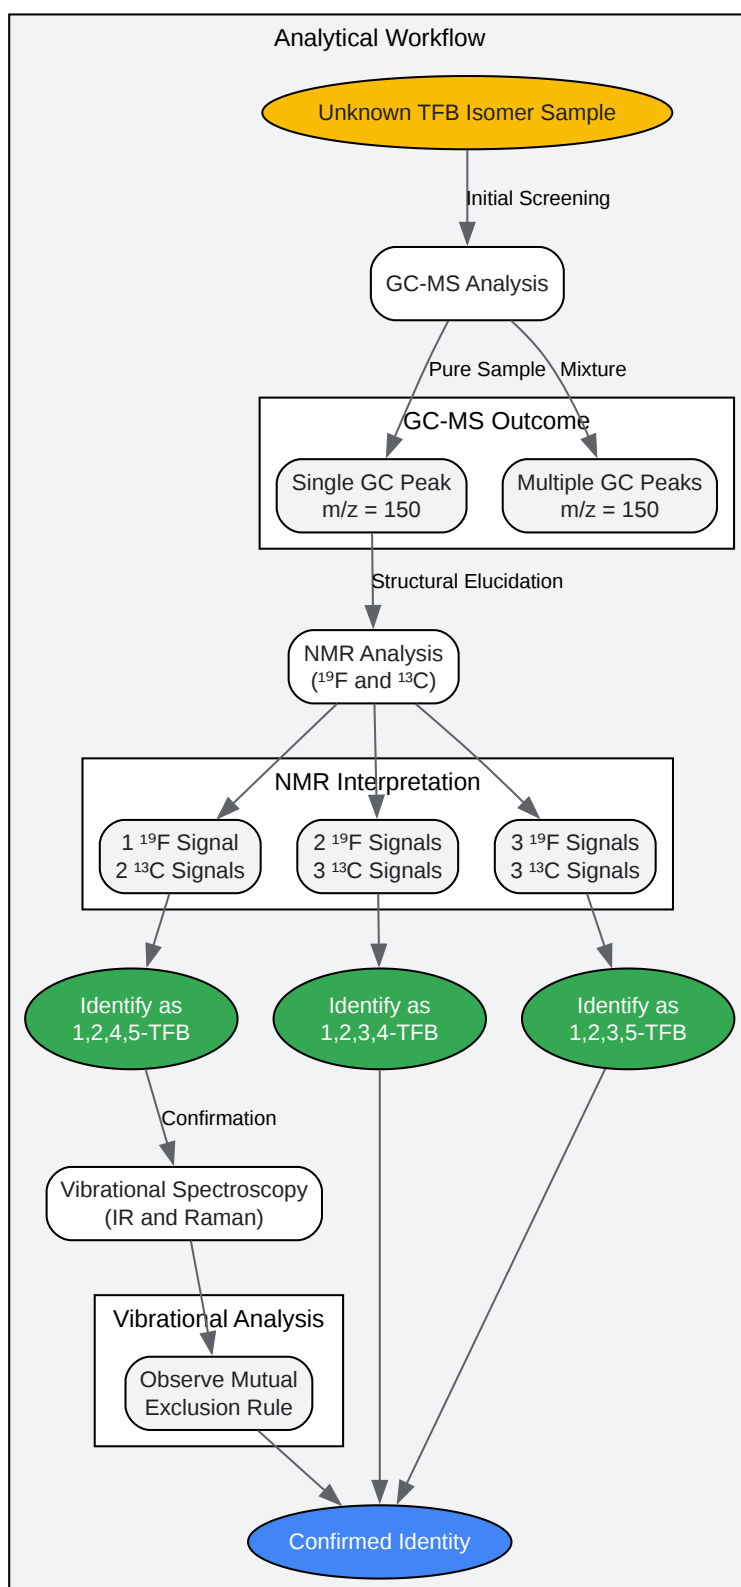 Analytical Workflow
Unknown TFB Isomer Sample
Initial Screening
GC-MS Analysis
Pure Sample
Mixture
GC-MS Outcome
Single GC Peak
m/z = 150
Multiple GC Peaks
m/z = 150
Structural Elucidation
NMR Analysis
(¹⁹F and ¹³C)
NMR Interpretation
1 ¹⁹F Signal
2 ¹³C Signals
2 ¹⁹F Signals
3 ¹³C Signals
3 ¹⁹F Signals
3 ¹³C Signals
Identify as
1,2,4,5-TFB
Identify as
1,2,3,4-TFB
Identify as
1,2,3,5-TFB
Confirmation
Vibrational Spectroscopy
(IR and Raman)
Vibrational Analysis
Observe Mutual
Exclusion Rule
Confirmed Identity